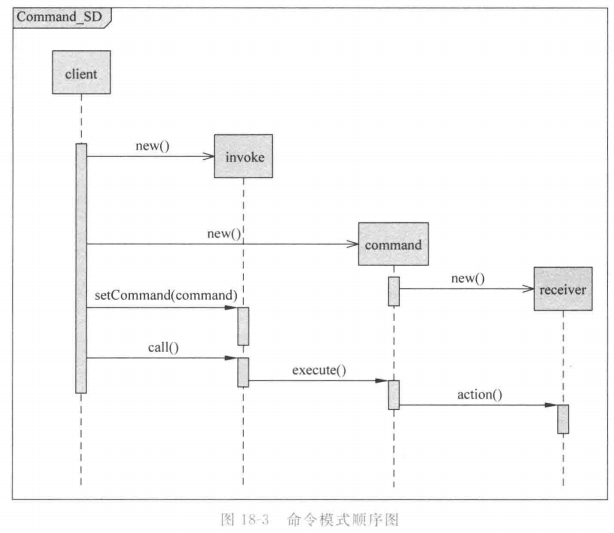 Command_SD
client
new()
invoke
new()
command
new()
receiver
setCommand(command)
call()
execute()
action()
图 18-3 命令模式顺序图